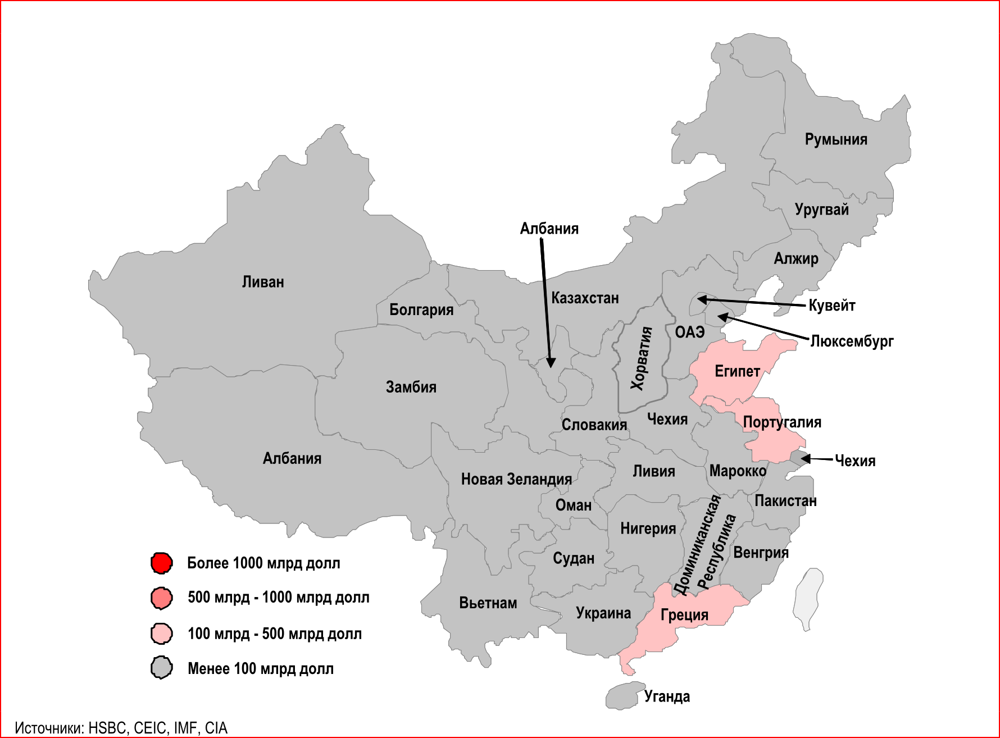 Румыния
Уругвай
Албания
Алжир
Ливан
Казахстан
Кувейт
Болгария
ОАЭ
Люксембург
Хорватия
Египет
Замбия
Чехия
Португалия
Словакия
Албания
Чехия
Ливия
Марокко
Новая Зеландия
Пакистан
Оман
Нигерия
Доминиканская
Республика
Венгрия
Судан
Более 1000 млрд долл
500 млрд - 1000 млрд долл
Вьетнам
Украина
Греция
100 млрд - 500 млрд долл
Менее 100 млрд долл
Уганда
Источники: HSBC, CEIC, IMF, CIA